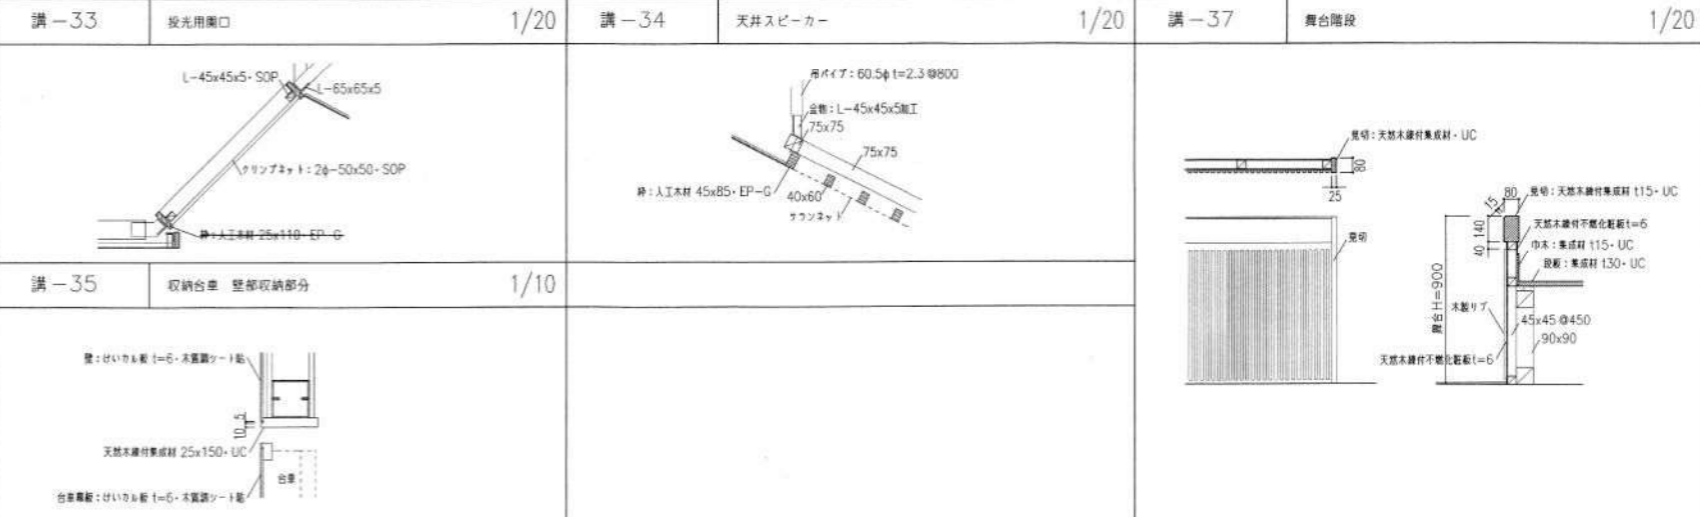 講-33 投光用開口 1/20
L-45x45x5・SOP
L-65x65x5
クリンプネット：2φ-50x50・SOP
枠：人工木材 25x110・EP-G
講-34 天井スピーカー 1/20
吊パイプ：60.5φ t=2.3 @800
金物：L-45x45x5加工
75x75
75x75
枠：人工木材 45x85・EP-G
40x60
サランネット
講-37 舞台階段 1/20
見切：天然木練付集成材・UC
80
25
見切
80
15
見切：天然木練付集成材 t15・UC
天然木練付不燃化粧板t=6
140
40
巾木：集成材 t15・UC
段板：集成材 t30・UC
舞台H=900
木製リブ
45x45 @450
90x90
天然木練付不燃化粧板t=6
講-35 収納台車 壁部収納部分 1/10
壁：けいカル板 t=6・木質調シート貼
5
10
天然木練付集成材 25x150・UC
台車
台車幕板：けいカル板 t=6・木質調シート貼